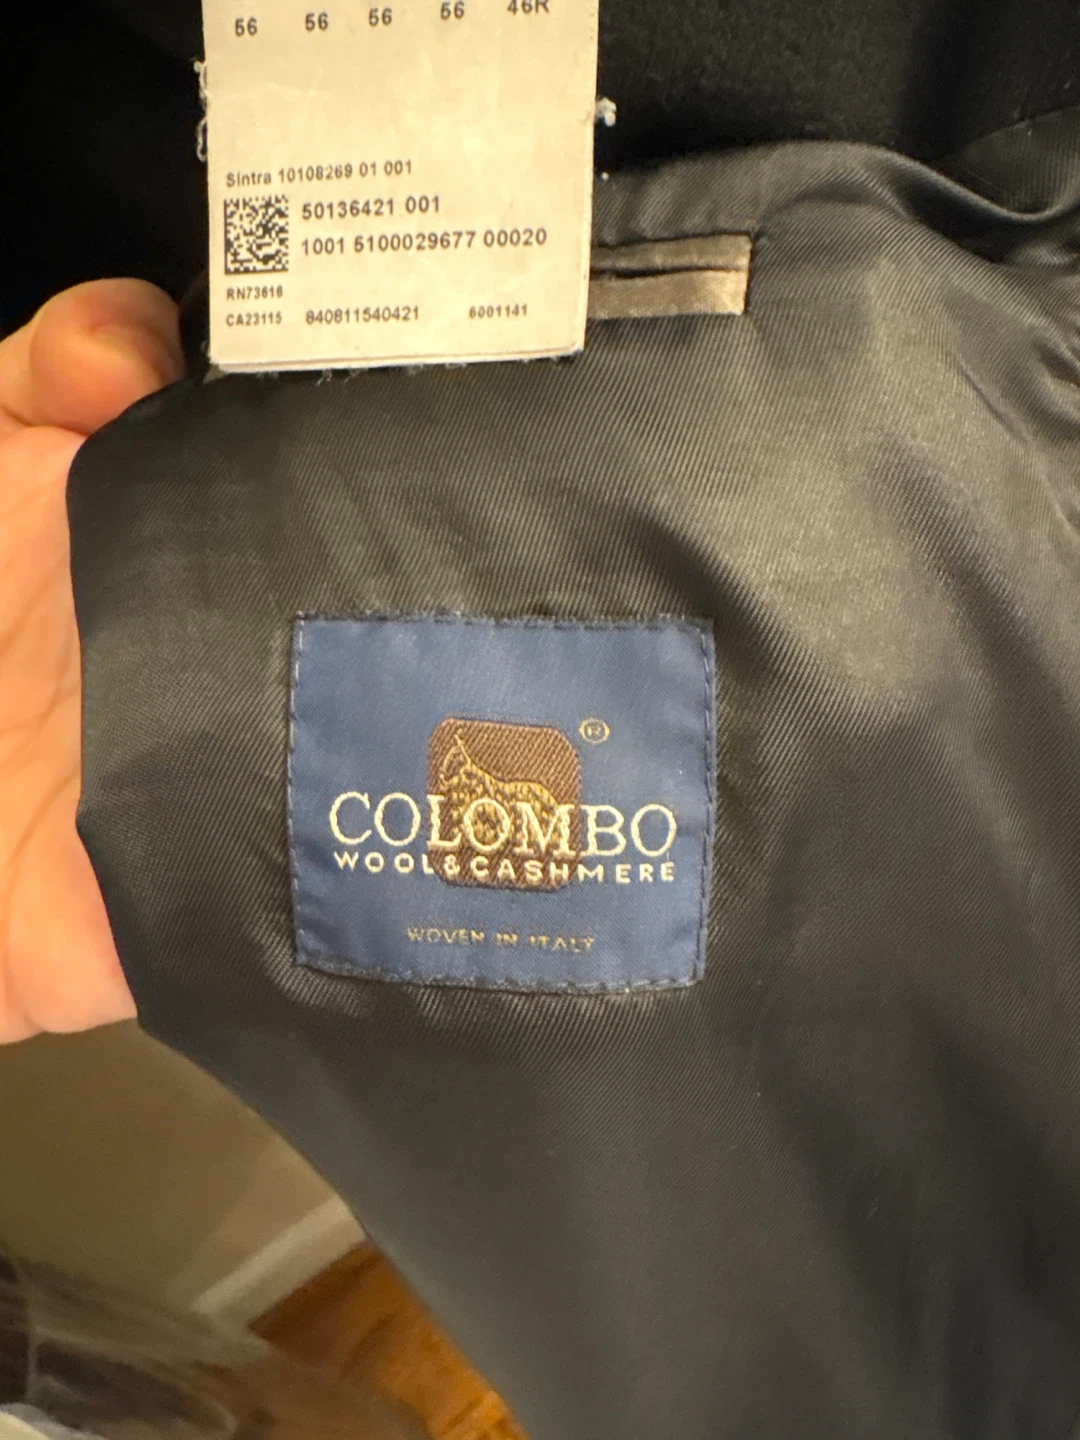 56 56 56 56 46R
Sintra 10108269 01 001
50136421 001
1001 5100029677 00020
RN73616
CA23115 840811540421 6001141
®
COLOMBO
WOOL&CASHMERE
WOVEN IN ITALY